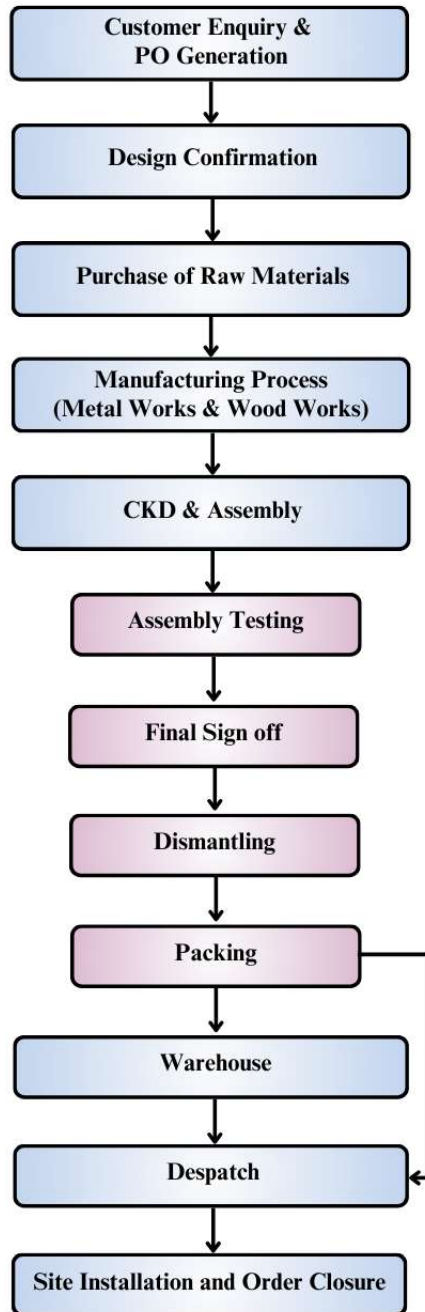 Customer Enquiry &
PO Generation
Design Confirmation
Purchase of Raw Materials
Manufacturing Process
(Metal Works & Wood Works)
CKD & Assembly
Assembly Testing
Final Sign off
Dismantling
Packing
Warehouse
Despatch
Site Installation and Order Closure